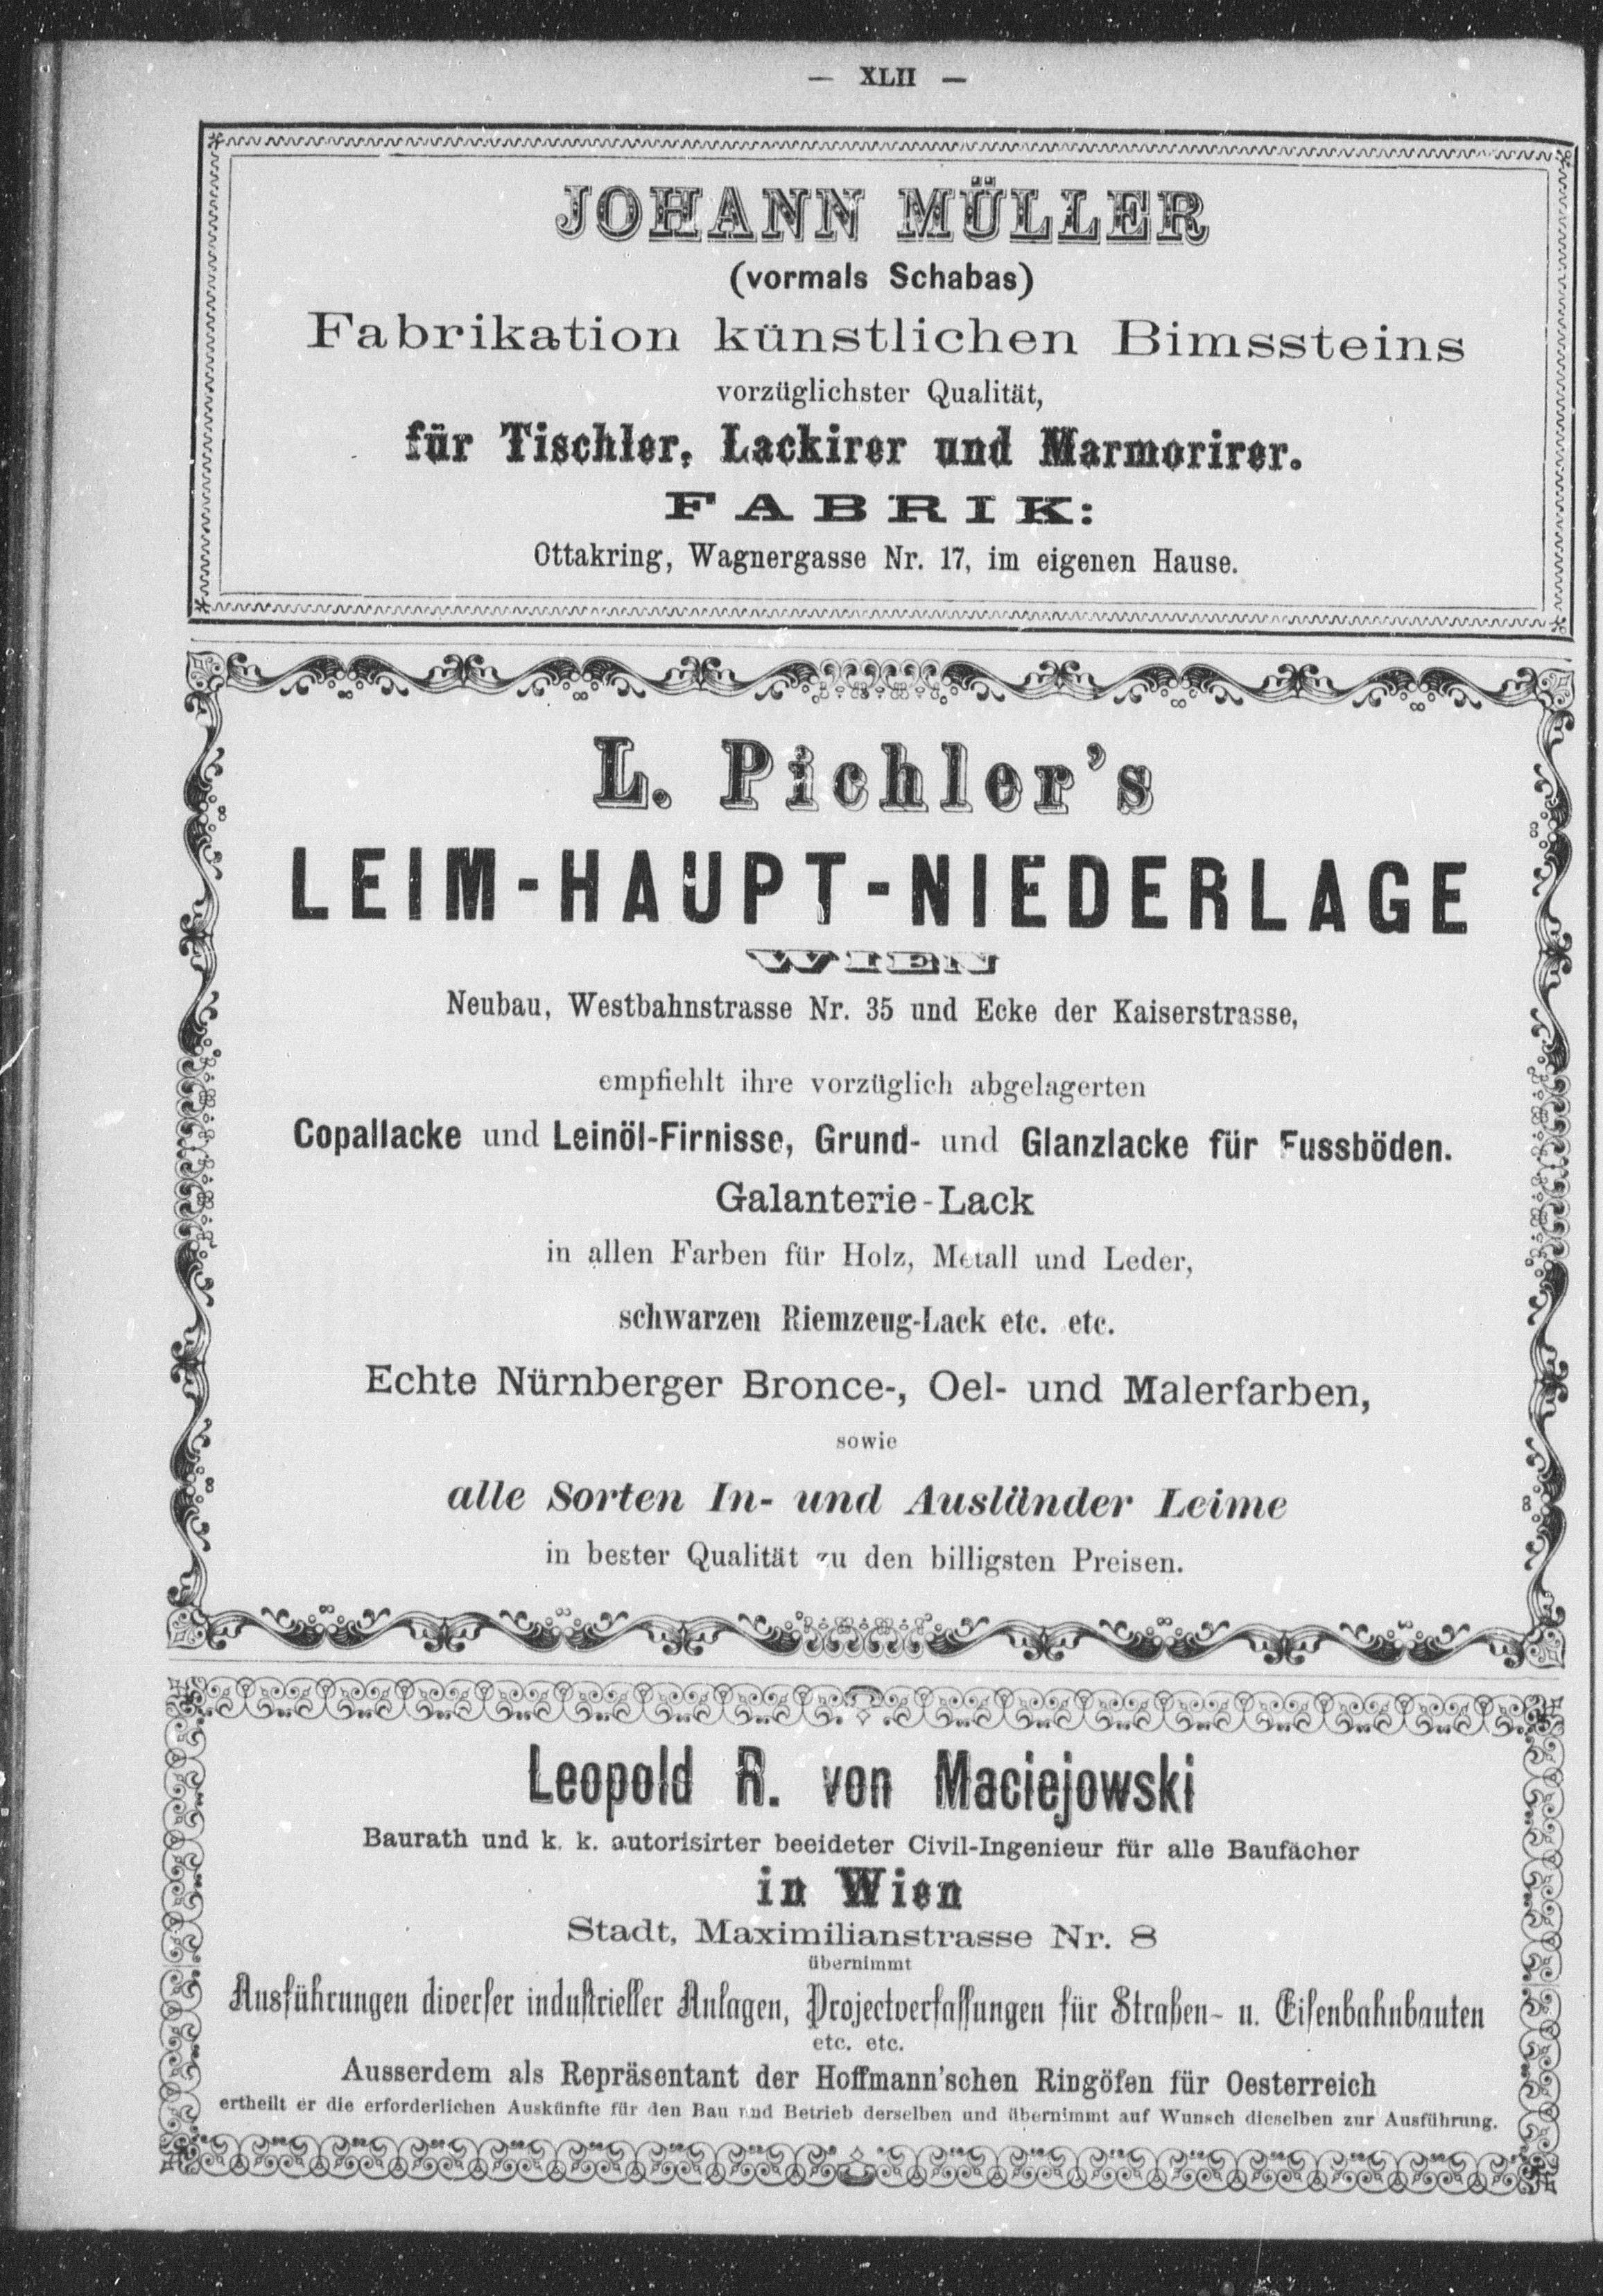 — XLII —
JOHANN MÜLLER
(vormals Schabas)
Fabrikation künstlichen Bimssteins
vorzüglichster Qualität,
für Tischler, Lackirer und Marmorirer.
FABRIK:
Ottakring, Wagnergasse Nr. 17, im eigenen Hause.
L. Pichler's
LEIM-HAUPT-NIEDERLAGE
WIEN
Neubau, Westbahnstrasse Nr. 35 und Ecke der Kaiserstrasse,
empfiehlt ihre vorzüglich abgelagerten
Copallacke und Leinöl-Firnisse, Grund- und Glanzlacke für Fussböden.
Galanterie-Lack
in allen Farben für Holz, Metall und Leder,
schwarzen Riemzeug-Lack etc. etc.
Echte Nürnberger Bronce-, Oel- und Malerfarben,
sowie
alle Sorten In- und Ausländer Leime
in bester Qualität zu den billigsten Preisen.
Leopold R. von Maciejowski
Baurath und k. k. autorisirter beeideter Civil-Ingenieur für alle Baufächer
in Wien
Stadt, Maximilianstrasse Nr. 8
übernimmt
Ausführungen diverser industrieller Anlagen, Projectverfassungen für Straßen- u. Eisenbahnbauten
etc. etc.
Ausserdem als Repräsentant der Hoffmann'schen Ringöfen für Oesterreich
ertheilt er die erforderlichen Auskünfte für den Bau und Betrieb derselben und übernimmt auf Wunsch dieselben zur Ausführung.